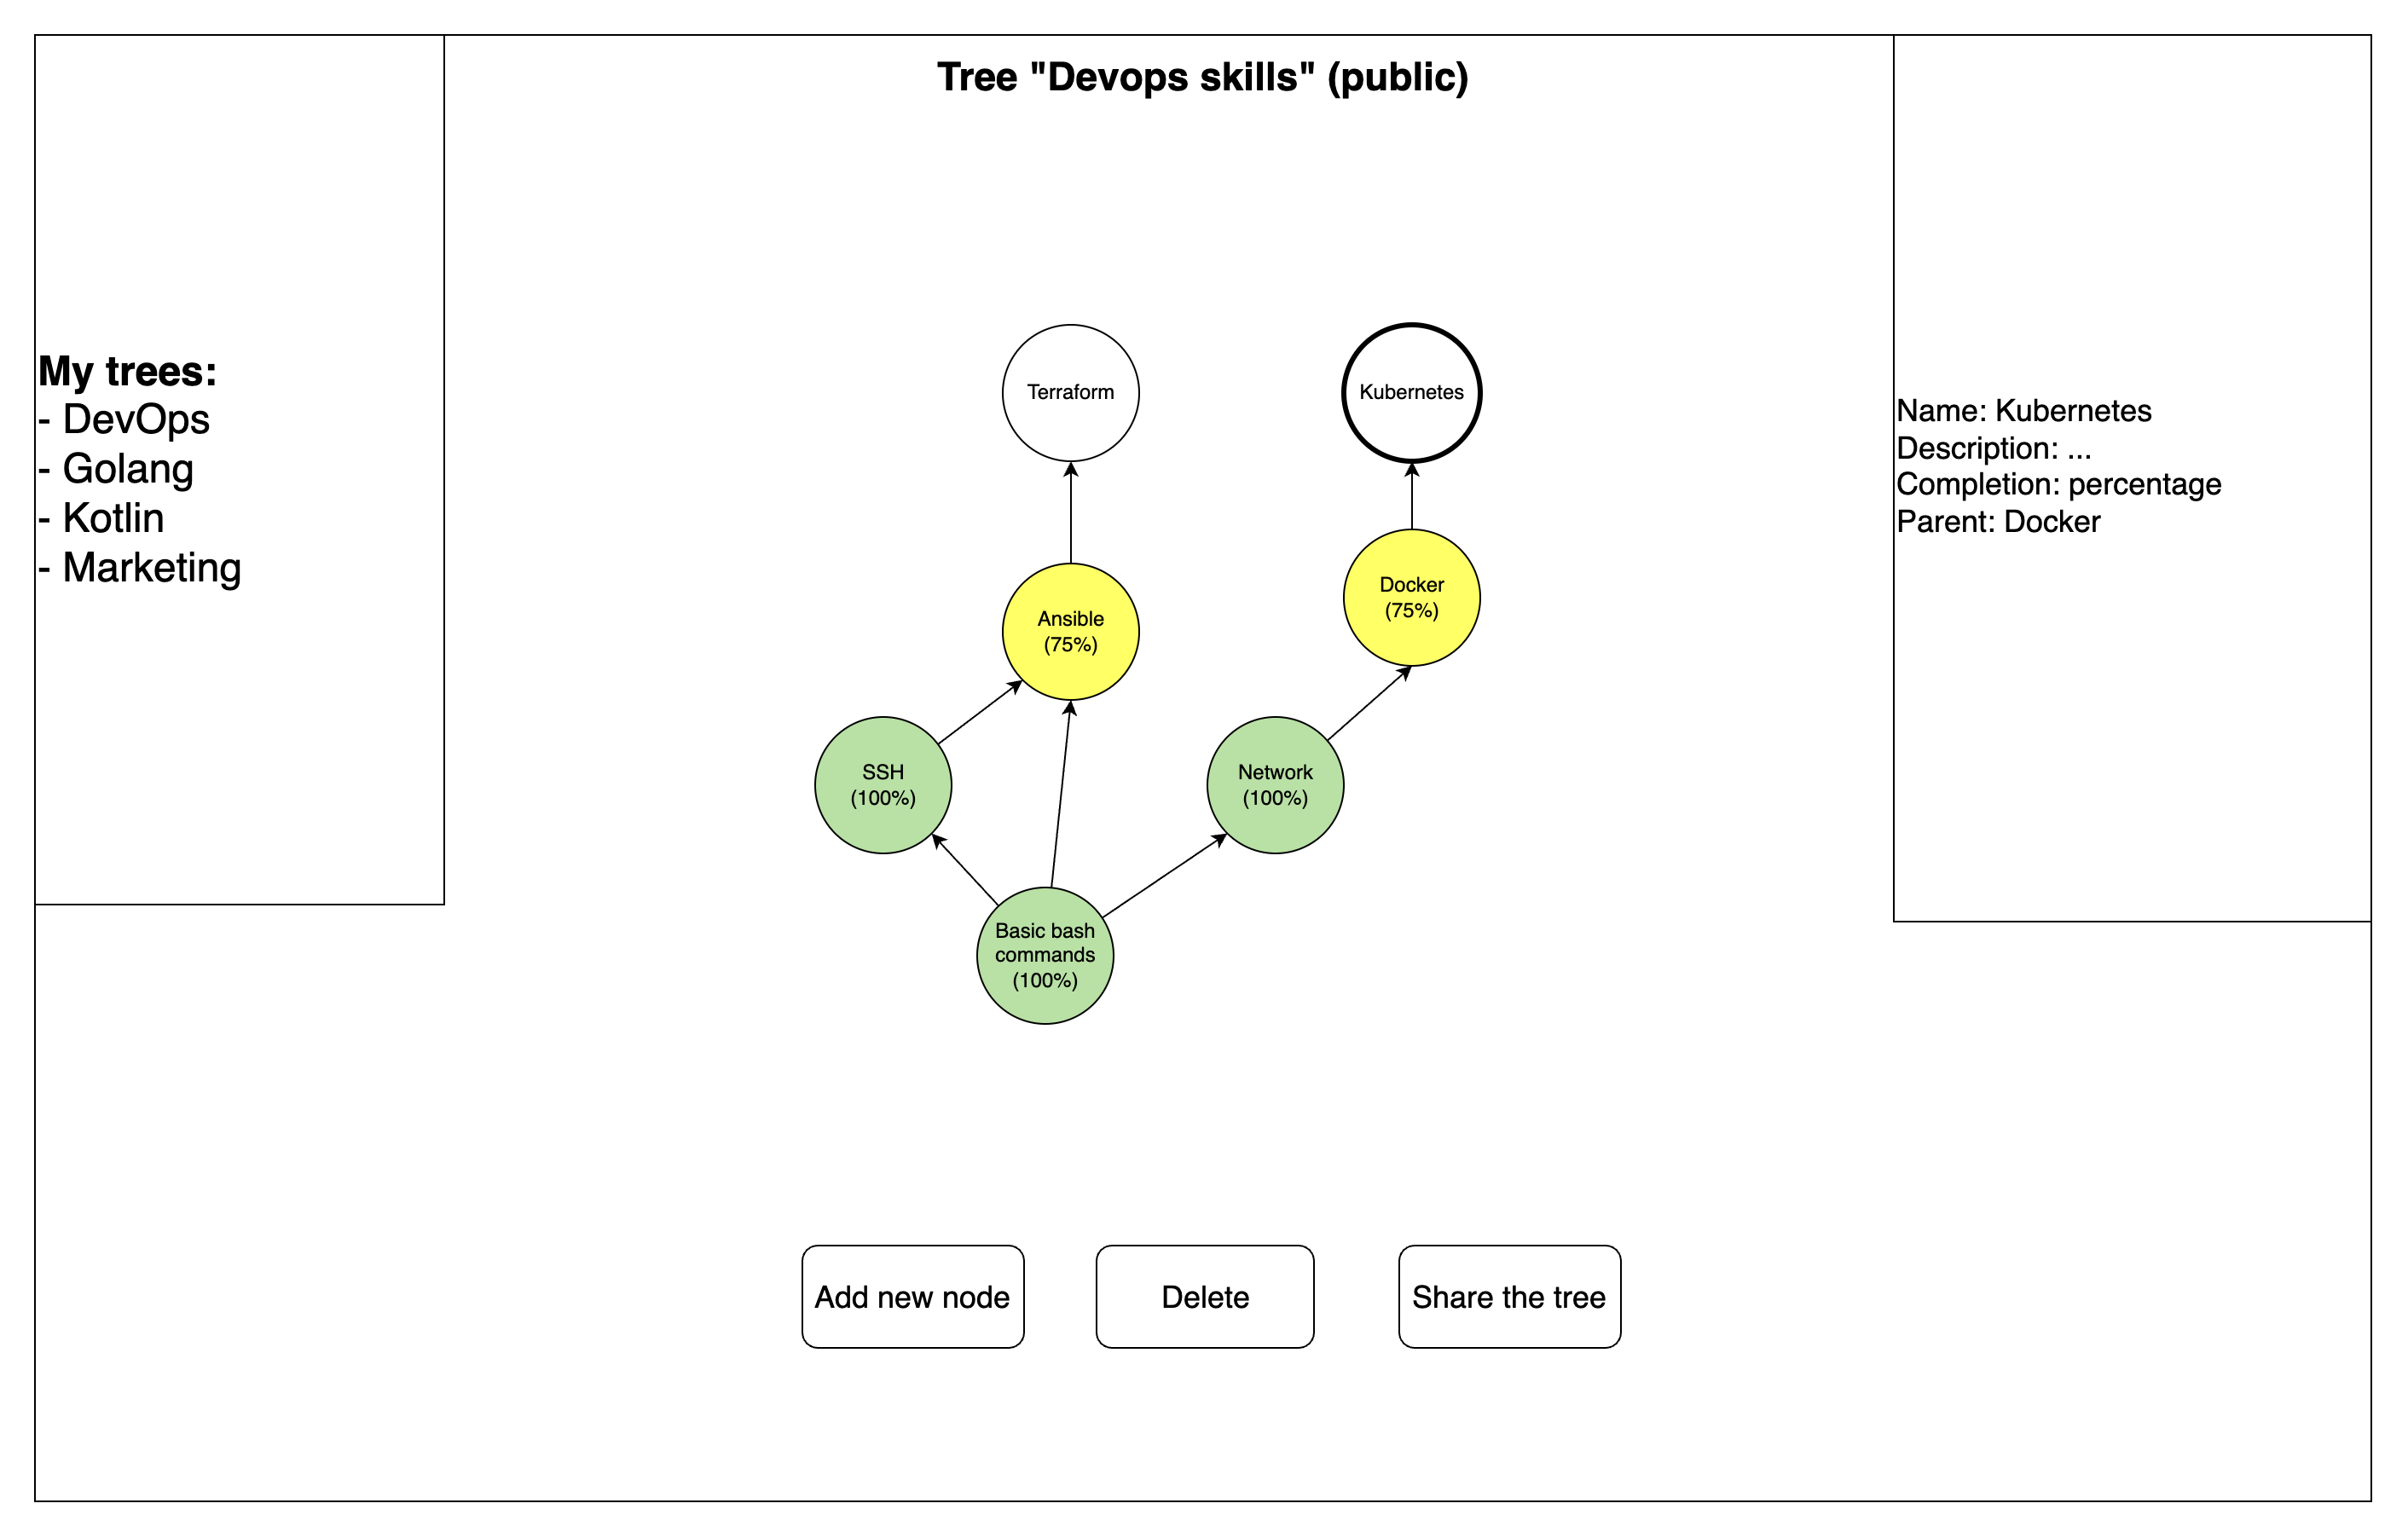 Tree "Devops skills" (public)
My trees:
- DevOps
- Golang
- Kotlin
- Marketing
Terraform
Kubernetes
Ansible
(75%)
Docker
(75%)
SSH
(100%)
Network
(100%)
Basic bash
commands
(100%)
Name: Kubernetes
Description: ...
Completion: percentage
Parent: Docker
Add new node
Delete
Share the tree